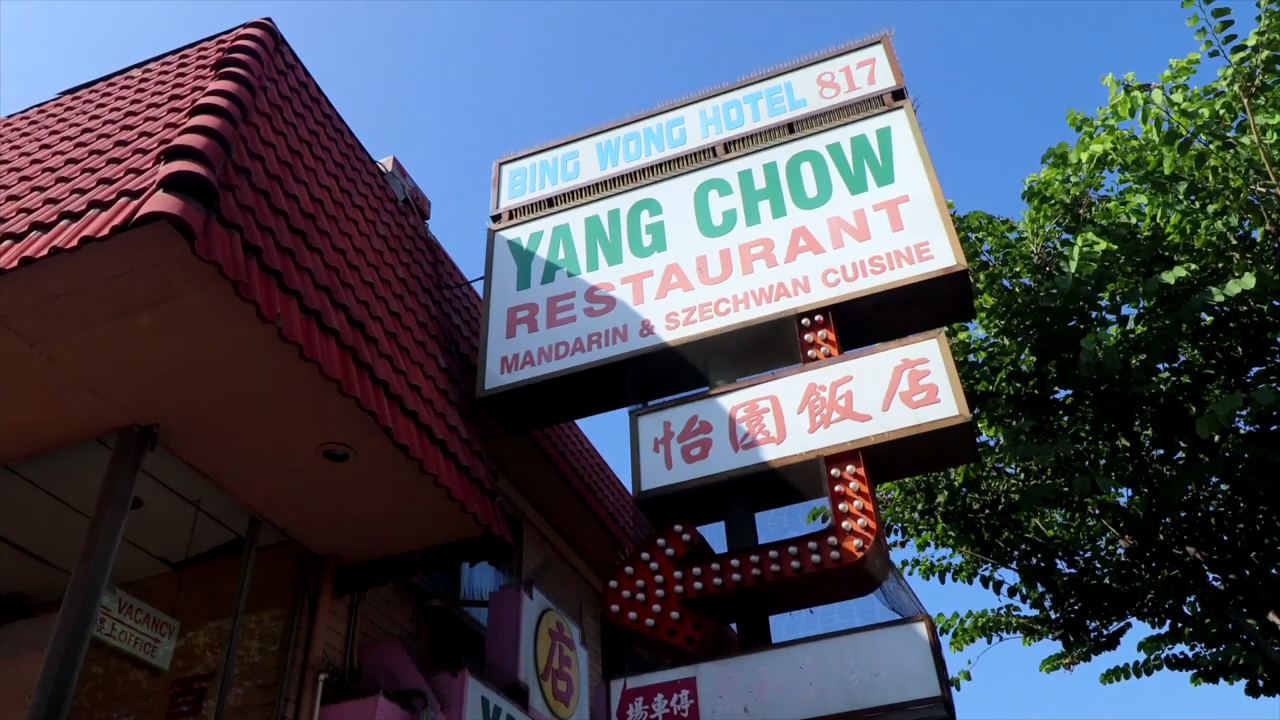 BING WONG HOTEL 817
YANG CHOW
RESTAURANT
MANDARIN & SZECHWAN CUISINE
怡園飯店
VACANCY
樓上OFFICE
店
場車停